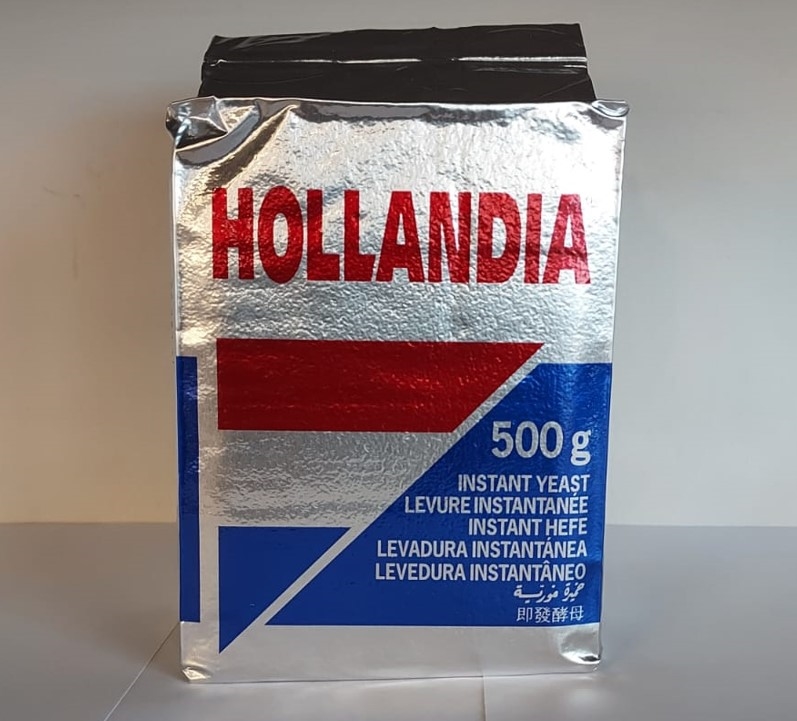 HOLLANDIA
500 g
INSTANT YEAST
LEVURE INSTANTANÉE
INSTANT HEFE
LEVADURA INSTANTÁNEA
LEVEDURA INSTANTÂNEO
خميرة فورية
即發酵母